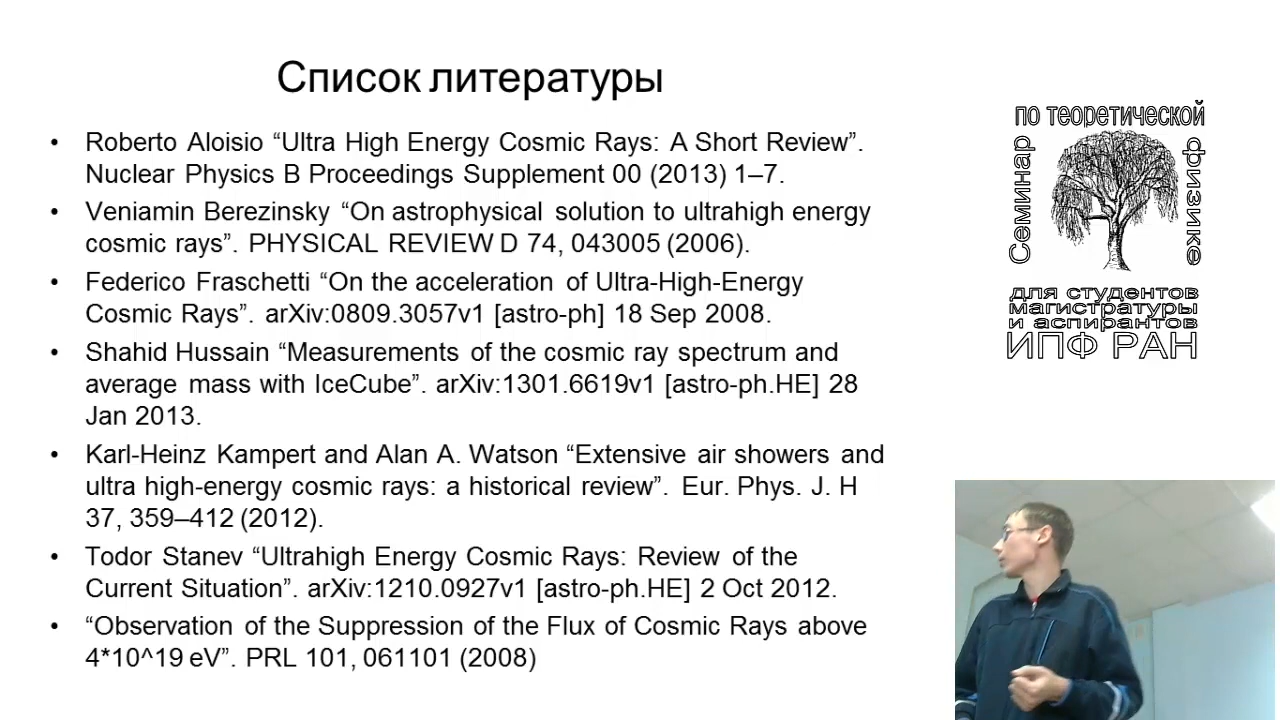 Список литературы
• Roberto Aloisio “Ultra High Energy Cosmic Rays: A Short Review”.
Nuclear Physics B Proceedings Supplement 00 (2013) 1–7.
• Veniamin Berezinsky “On astrophysical solution to ultrahigh energy
cosmic rays”. PHYSICAL REVIEW D 74, 043005 (2006).
• Federico Fraschetti “On the acceleration of Ultra-High-Energy
Cosmic Rays”. arXiv:0809.3057v1 [astro-ph] 18 Sep 2008.
• Shahid Hussain “Measurements of the cosmic ray spectrum and
average mass with IceCube”. arXiv:1301.6619v1 [astro-ph.HE] 28
Jan 2013.
• Karl-Heinz Kampert and Alan A. Watson “Extensive air showers and
ultra high-energy cosmic rays: a historical review”. Eur. Phys. J. H
37, 359–412 (2012).
• Todor Stanev “Ultrahigh Energy Cosmic Rays: Review of the
Current Situation”. arXiv:1210.0927v1 [astro-ph.HE] 2 Oct 2012.
• “Observation of the Suppression of the Flux of Cosmic Rays above
4*10^19 eV”. PRL 101, 061101 (2008)
Семинар
по теоретической
физике
для студентов
магистратуры
и аспирантов
ИПФ РАН